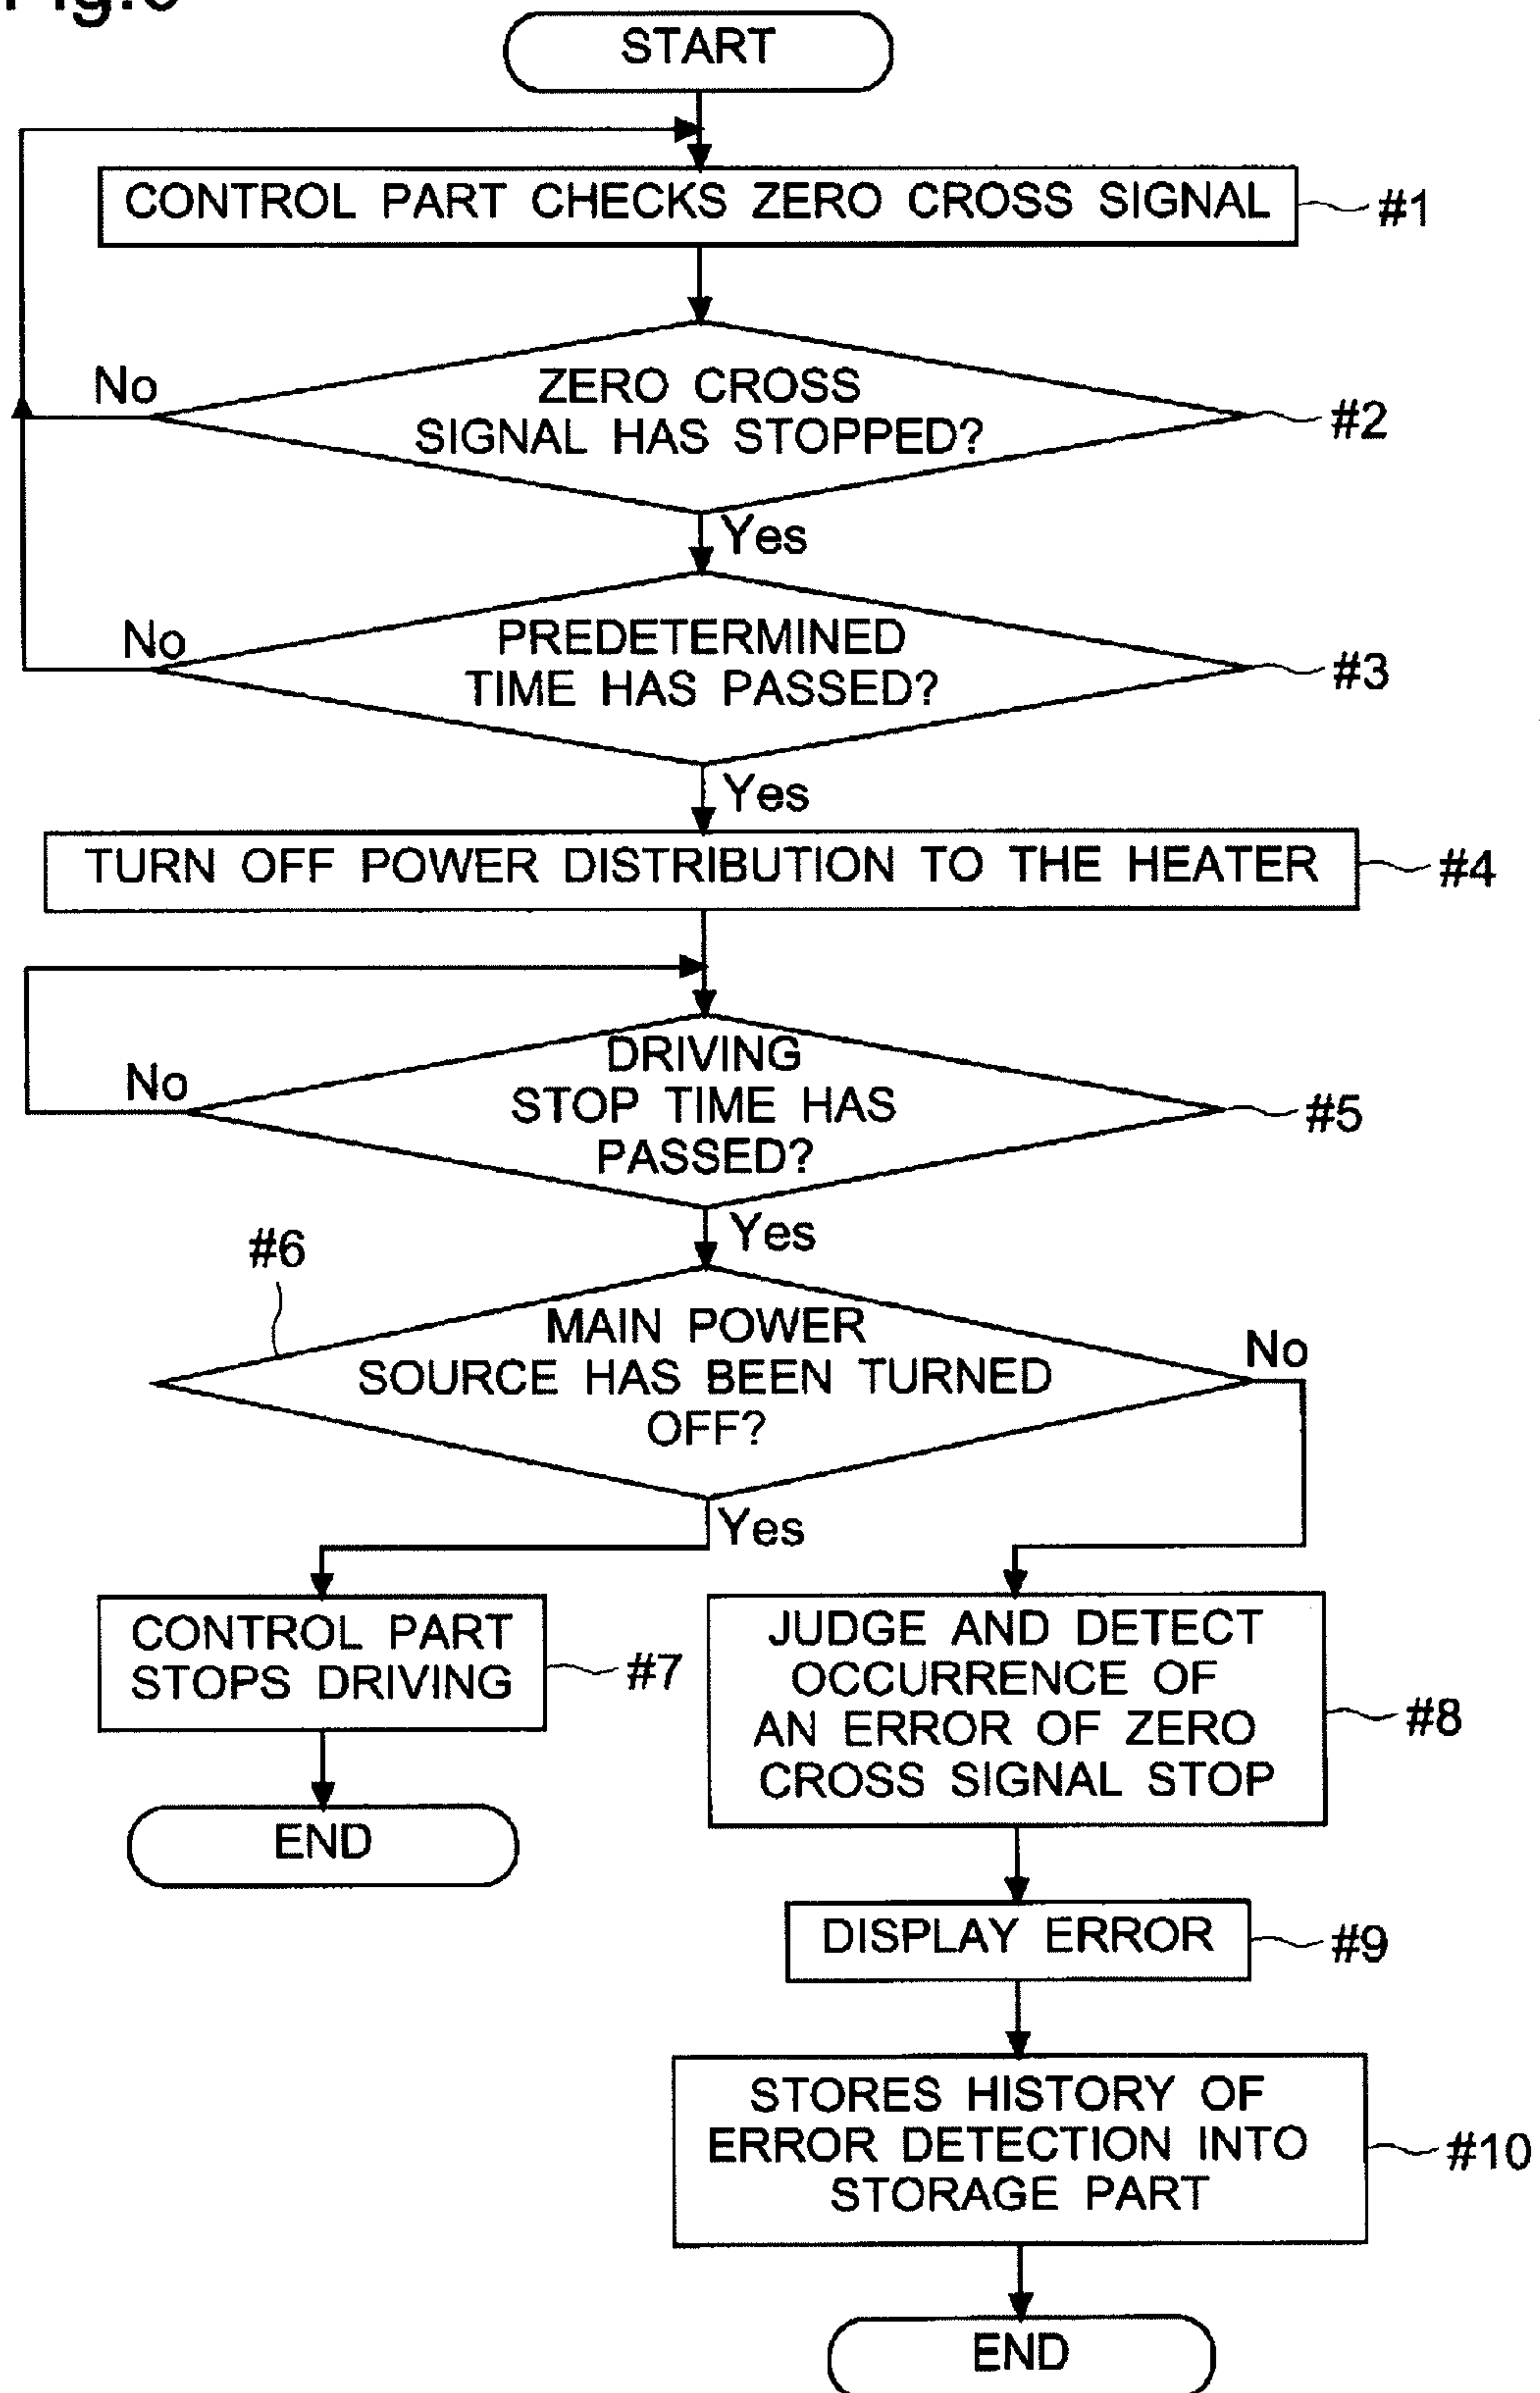 START
CONTROL PART CHECKS ZERO CROSS SIGNAL
#1
No
ZERO CROSS
SIGNAL HAS STOPPED?
#2
Yes
No
PREDETERMINED
TIME HAS PASSED?
#3
Yes
TURN OFF POWER DISTRIBUTION TO THE HEATER
#4
No
DRIVING
STOP TIME HAS
PASSED?
#5
Yes
#6
MAIN POWER
SOURCE HAS BEEN TURNED
OFF?
No
Yes
CONTROL PART
STOPS DRIVING
#7
END
JUDGE AND DETECT
OCCURRENCE OF
AN ERROR OF ZERO
CROSS SIGNAL STOP
#8
DISPLAY ERROR
#9
STORES HISTORY OF
ERROR DETECTION INTO
STORAGE PART
#10
END